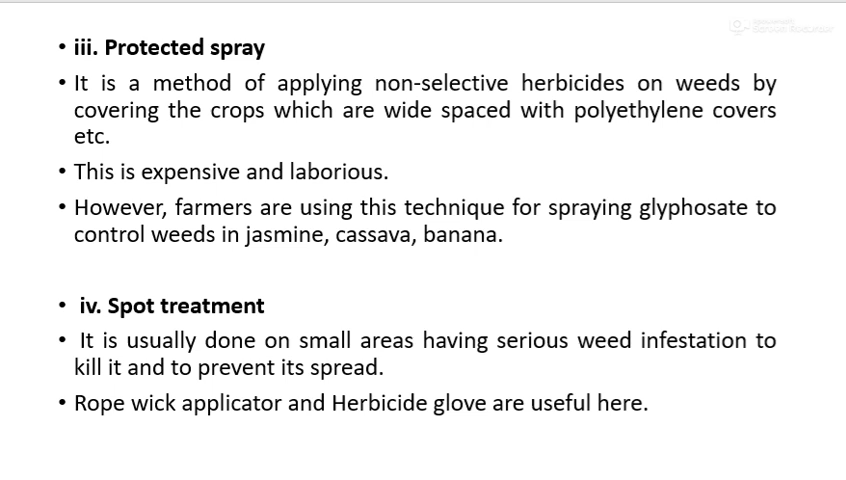 • iii. Protected spray
• It is a method of applying non-selective herbicides on weeds by
covering the crops which are wide spaced with polyethylene covers
etc.
• This is expensive and laborious.
• However, farmers are using this technique for spraying glyphosate to
control weeds in jasmine, cassava, banana.
• iv. Spot treatment
• It is usually done on small areas having serious weed infestation to
kill it and to prevent its spread.
• Rope wick applicator and Herbicide glove are useful here.